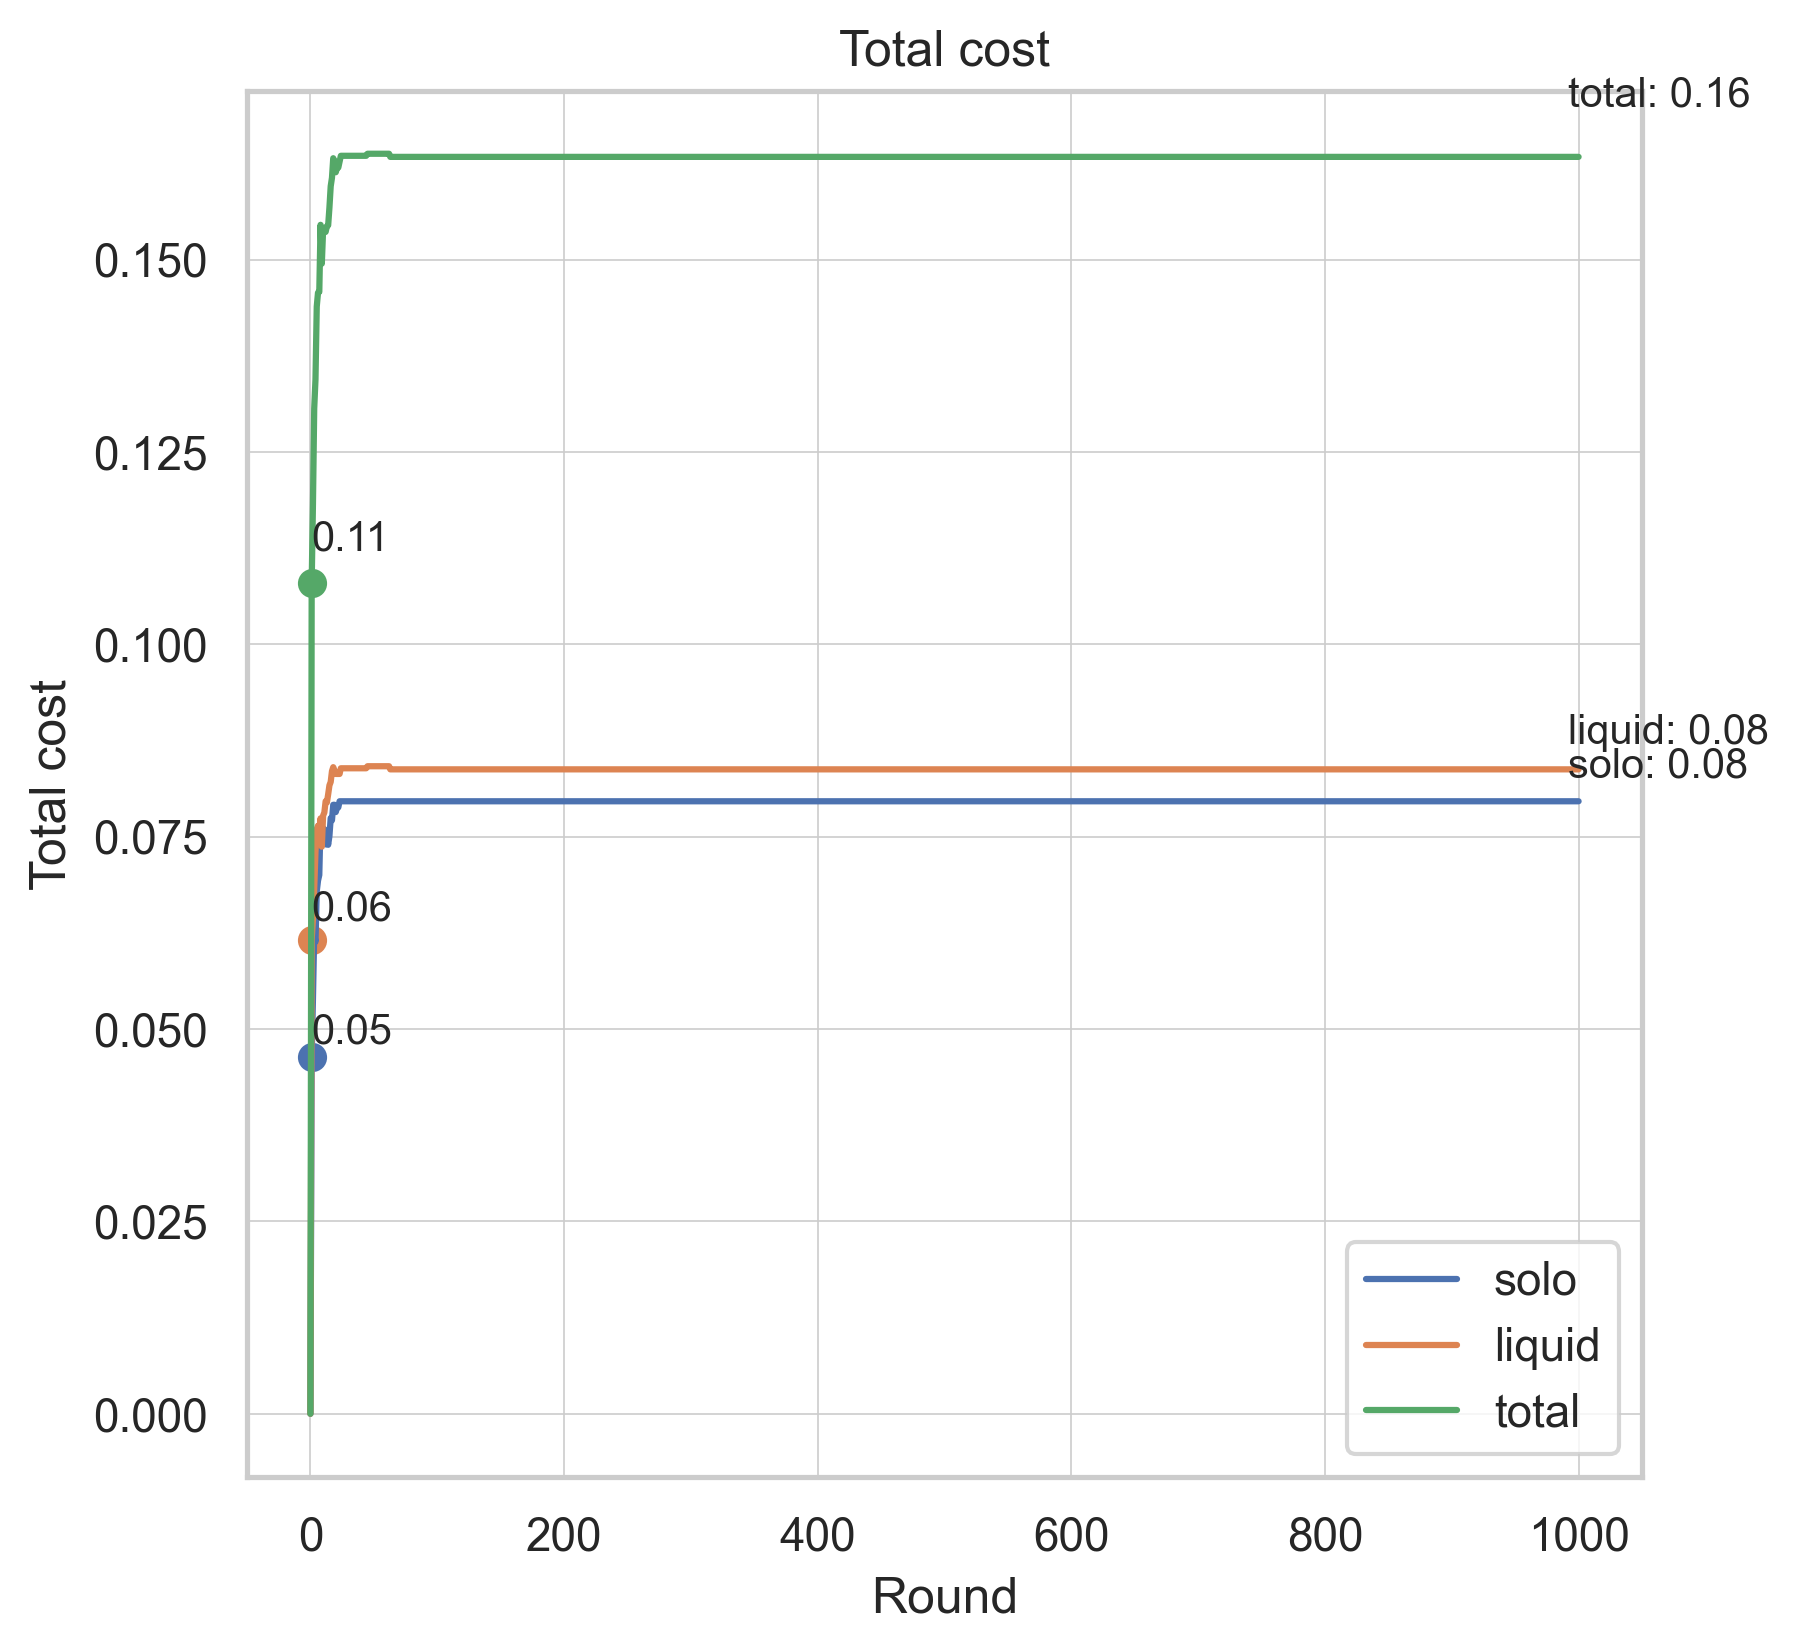 Total cost
total: 0.16
0.150
0.125
0.11
0.100
liquid: 0.08
solo: 0.08
0.075
0.06
0.050
0.05
0.025
0.000
Total cost
solo
liquid
total
0
200
400
600
800
1000
Round